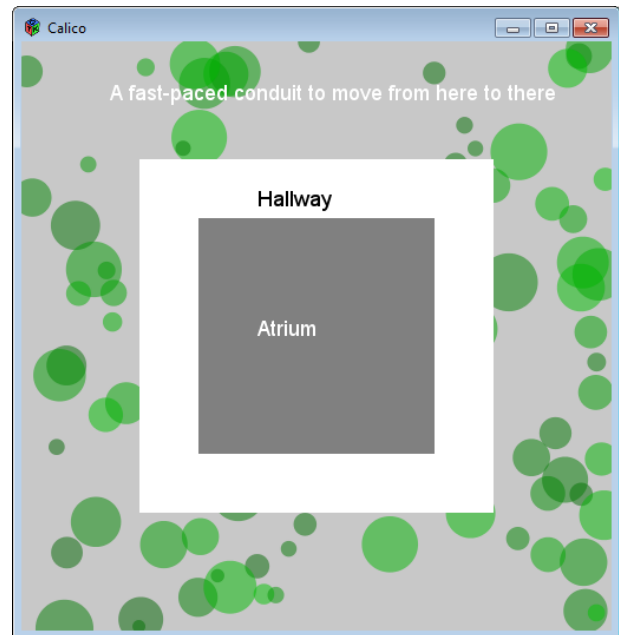 Calico
A fast-paced conduit to move from here to there
Hallway
Atrium